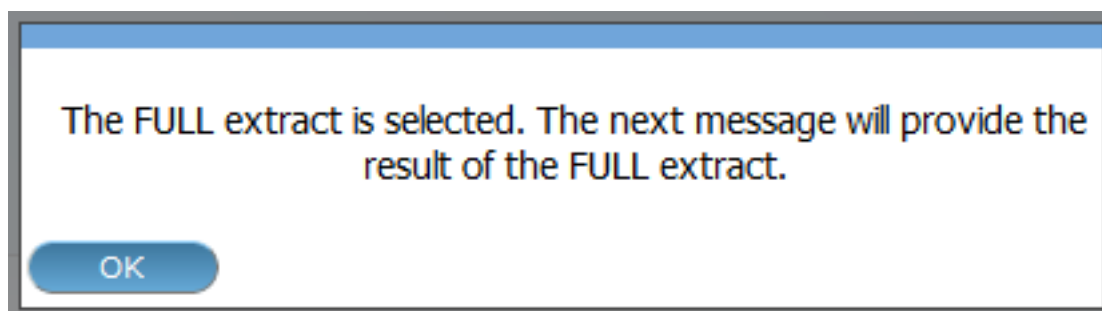 The FULL extract is selected. The next message will provide the
result of the FULL extract.
OK